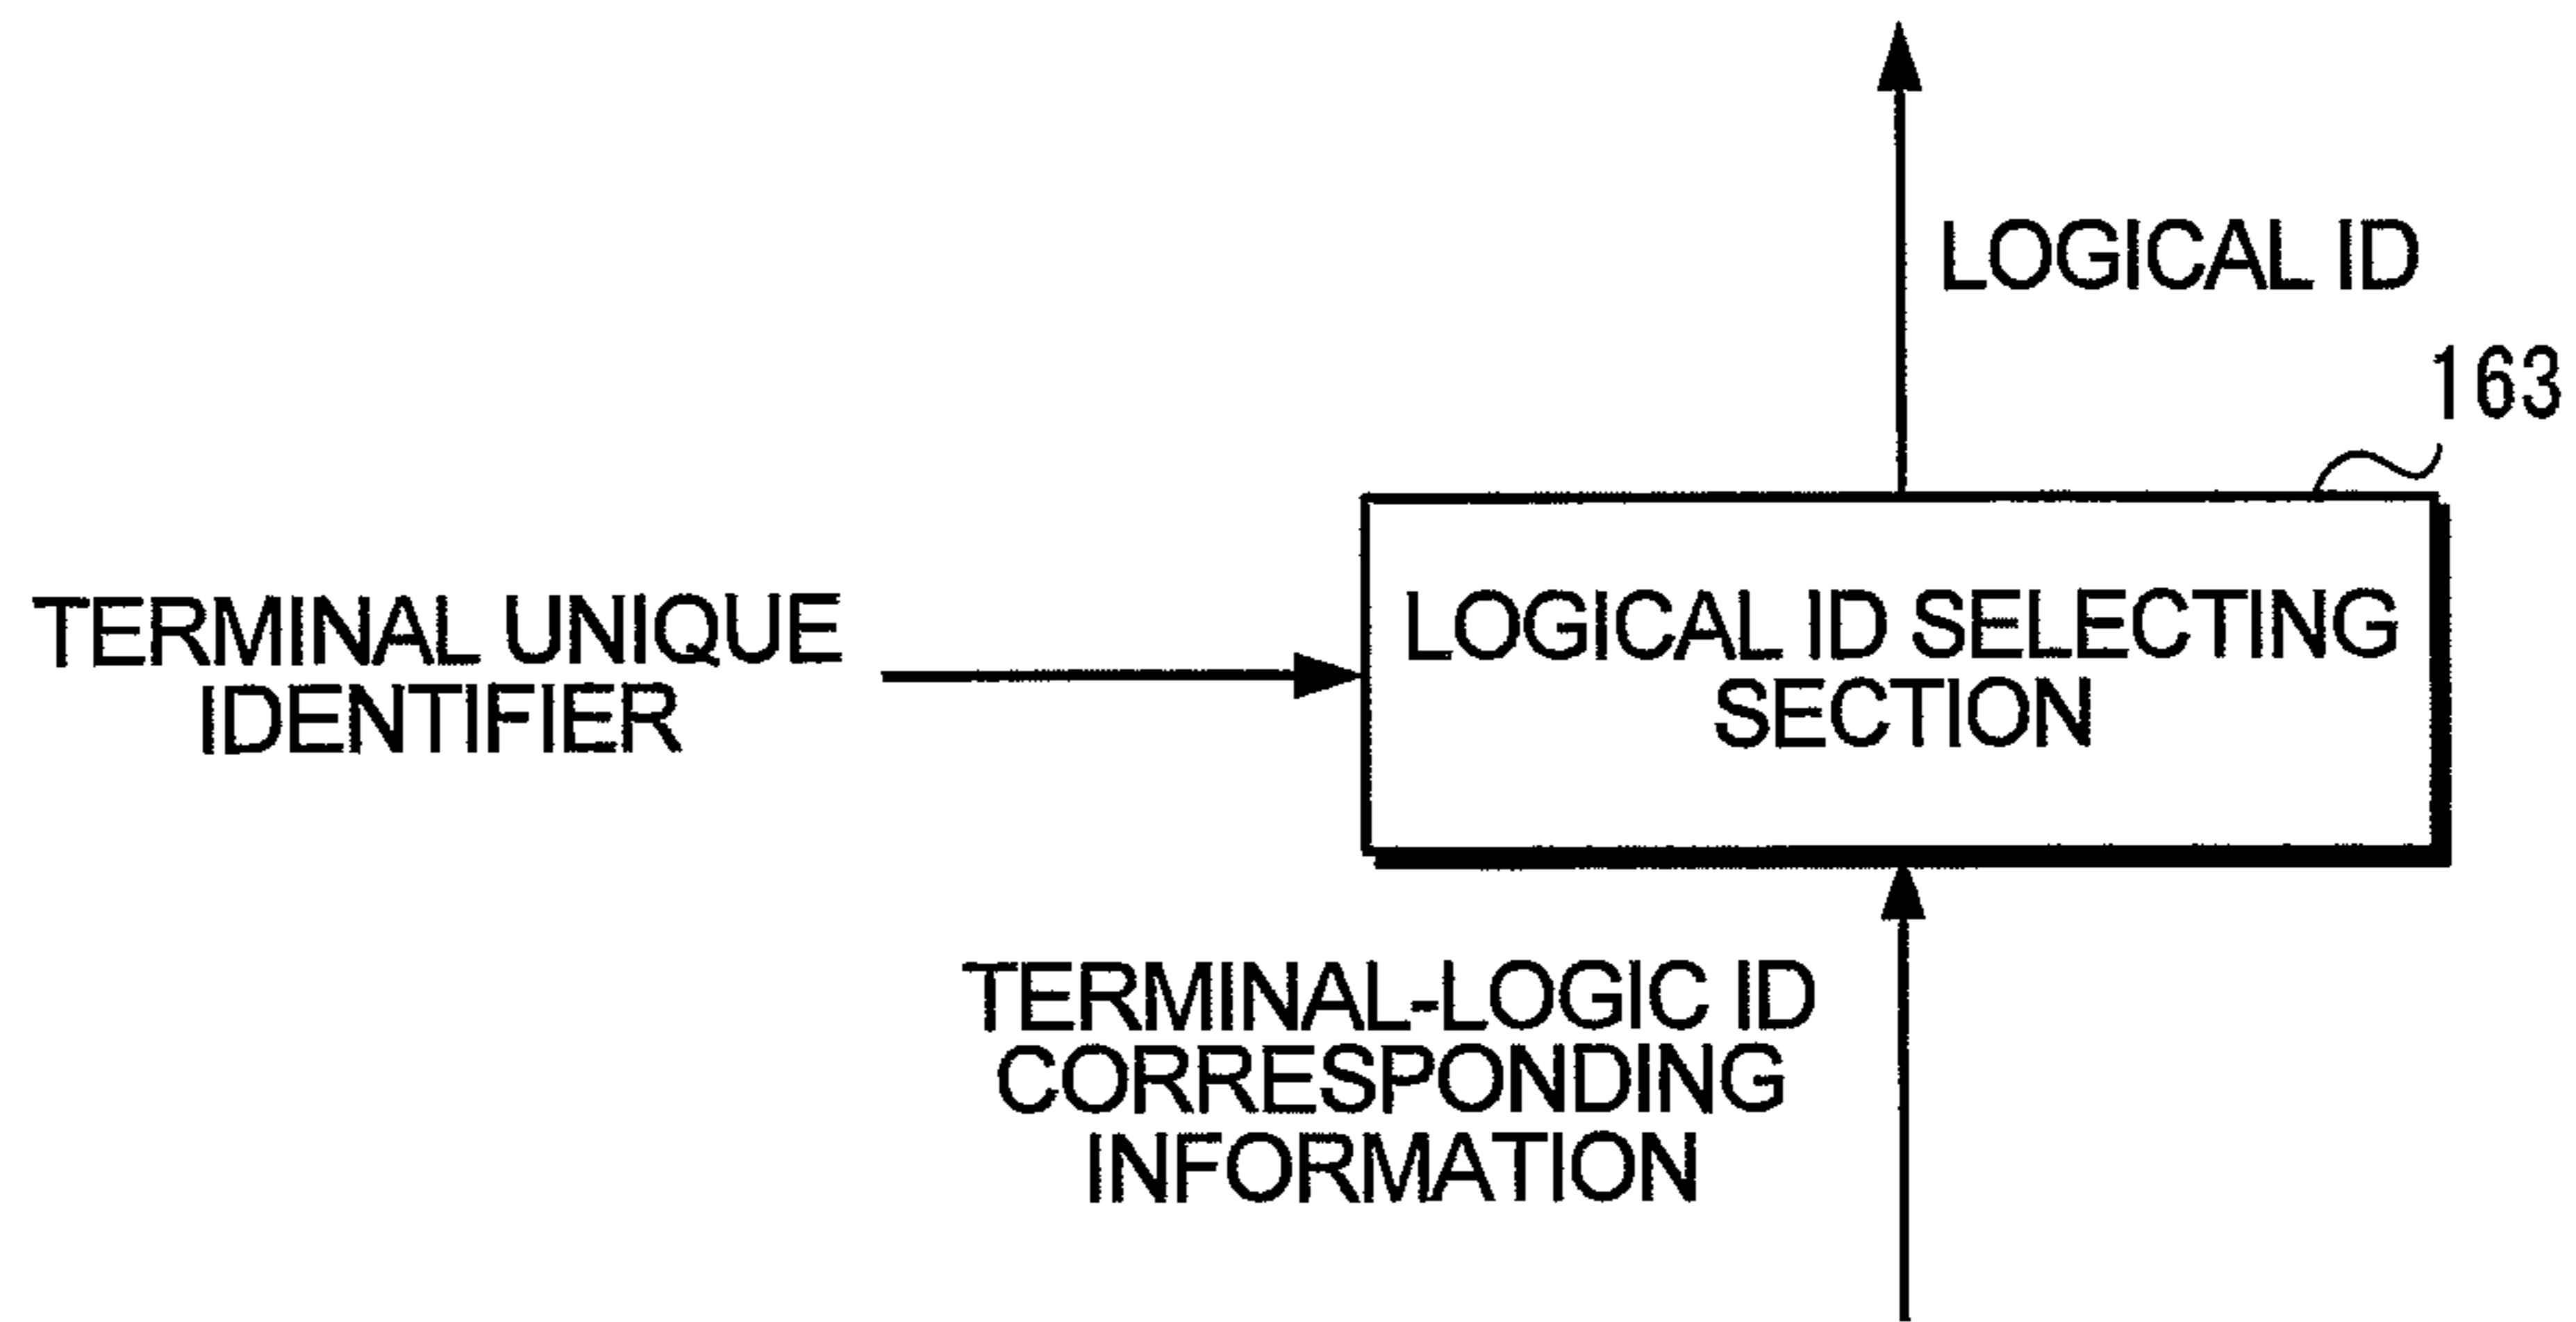 LOGICAL ID
163
TERMINAL UNIQUE
IDENTIFIER
LOGICAL ID SELECTING
SECTION
TERMINAL-LOGIC ID
CORRESPONDING
INFORMATION